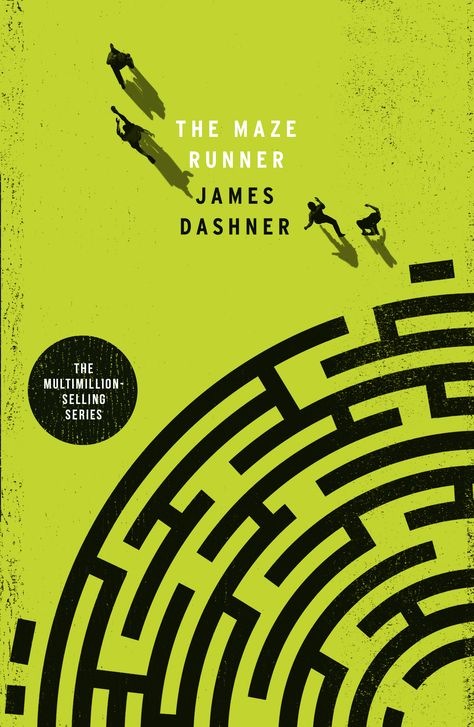 THE MAZE
RUNNER
JAMES
DASHNER
THE
MULTIMILLION-
SELLING
SERIES